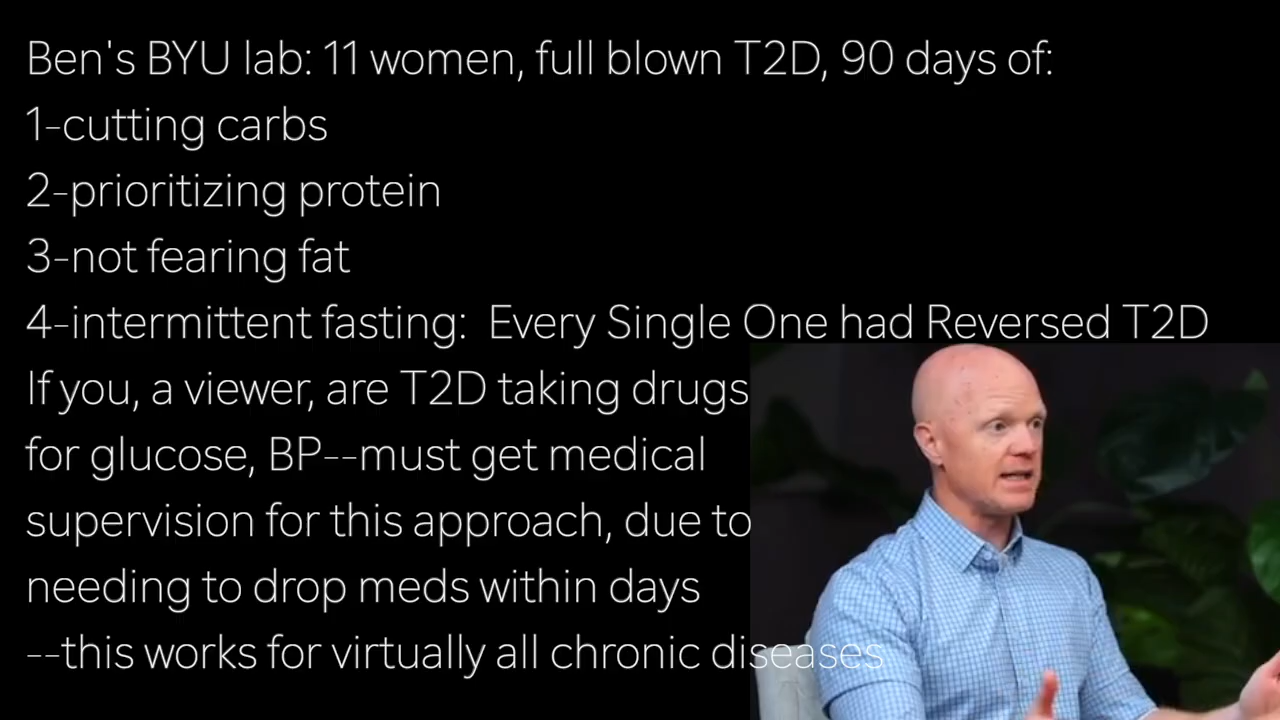 Ben's BYU lab: 11 women, full blown T2D, 90 days of:
1-cutting carbs
2-prioritizing protein
3-not fearing fat
4-intermittent fasting:  Every Single One had Reversed T2D
If you, a viewer, are T2D taking drugs
for glucose, BP--must get medical
supervision for this approach, due to
needing to drop meds within days
--this works for virtually all chronic diseases